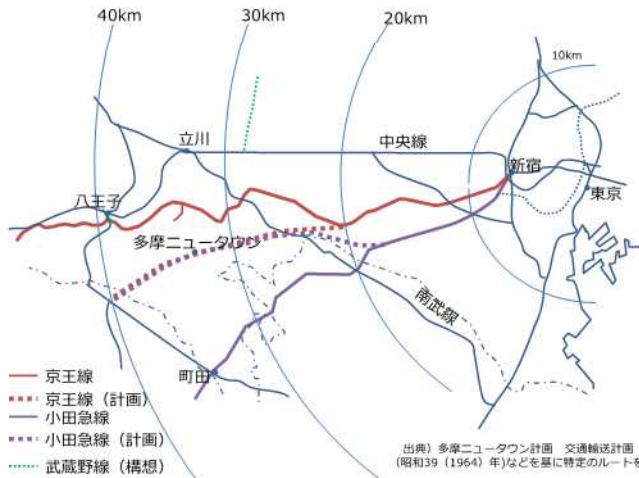 40km
30km
20km
10km
立川
中央線
新宿
八王子
東京
多摩ニュータウン
南武線
町田
京王線
京王線（計画）
小田急線
小田急線（計画）
武蔵野線（構想）
出典）多摩ニュータウン計画　交通輸送計画
（昭和39（1964）年)などを基に特定のルートを